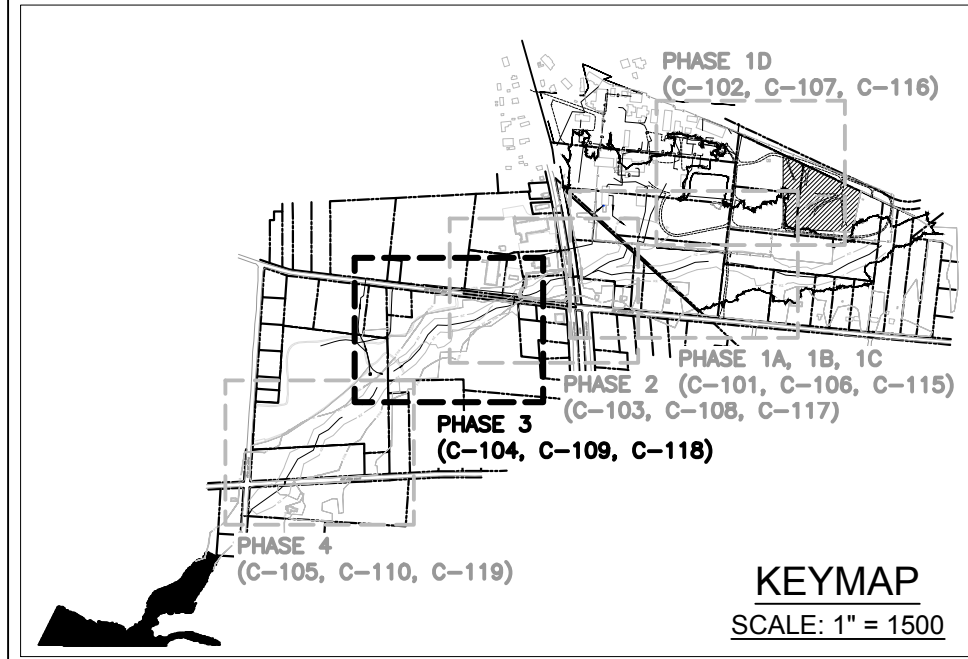 PHASE 1D
(C-102, C-107, C-116)
PHASE 1A, 1B, 1C
(C-101, C-106, C-115)
PHASE 2
(C-103, C-108, C-117)
PHASE 3
(C-104, C-109, C-118)
PHASE 4
(C-105, C-110, C-119)
KEYMAP
SCALE: 1" = 1500